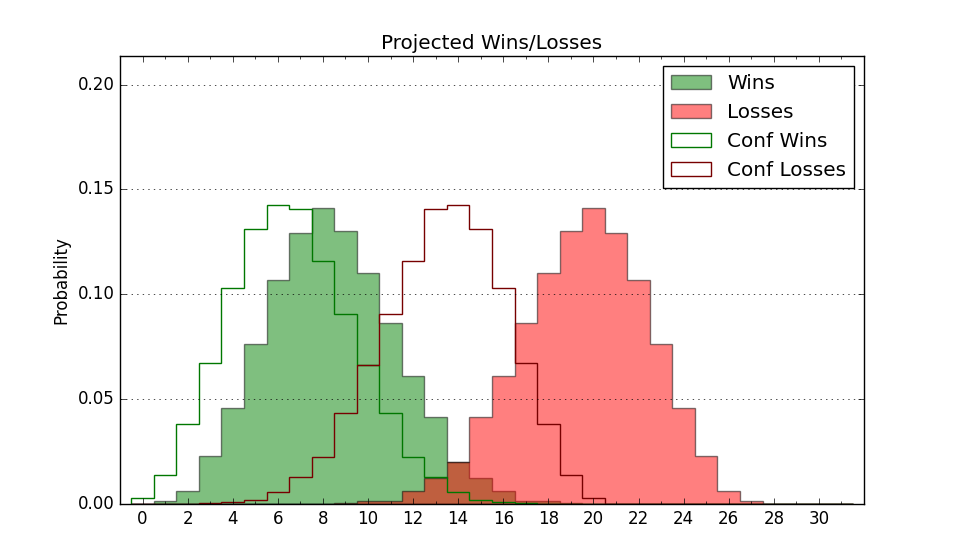 Projected Wins/Losses
Wins
Losses
Conf Wins
Conf Losses
Probability
0.20
0.15
0.10
0.05
0.00
0 2 4 6 8 10 12 14 16 18 20 22 24 26 28 30